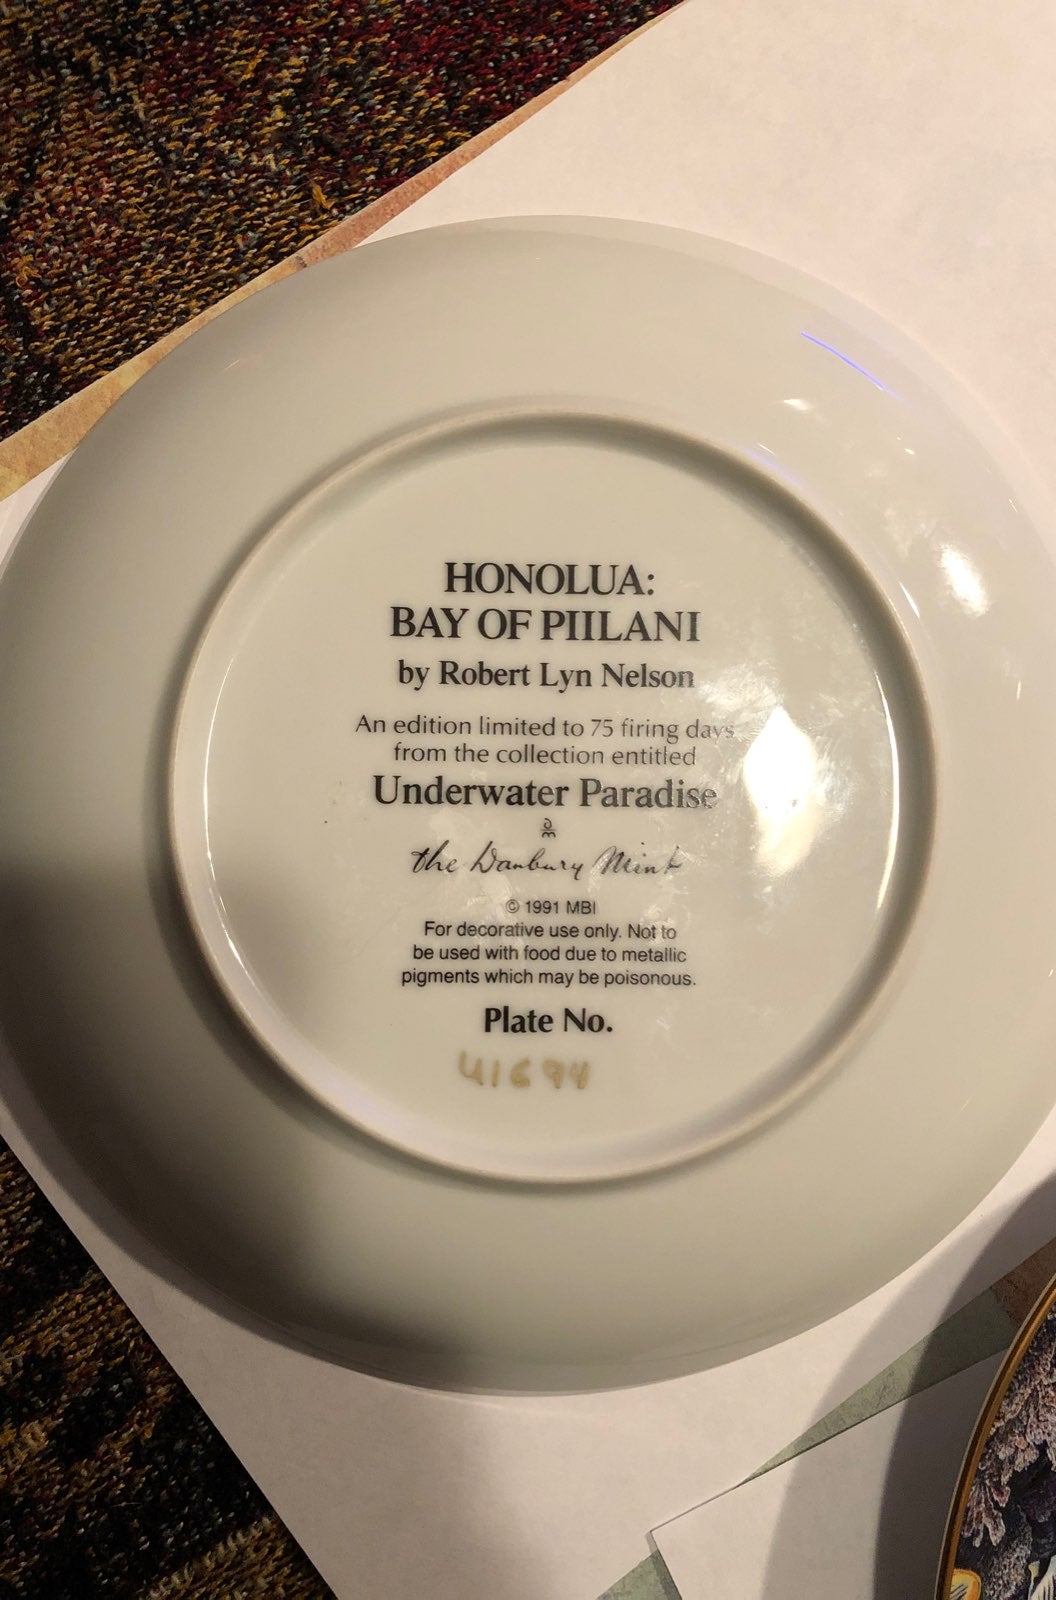 HONOLUA:
BAY OF PIILANI
by Robert Lyn Nelson
An edition limited to 75 firing days
from the collection entitled
Underwater Paradise
the Danbury Mint
© 1991 MBI
For decorative use only. Not to
be used with food due to metallic
pigments which may be poisonous.
Plate No.